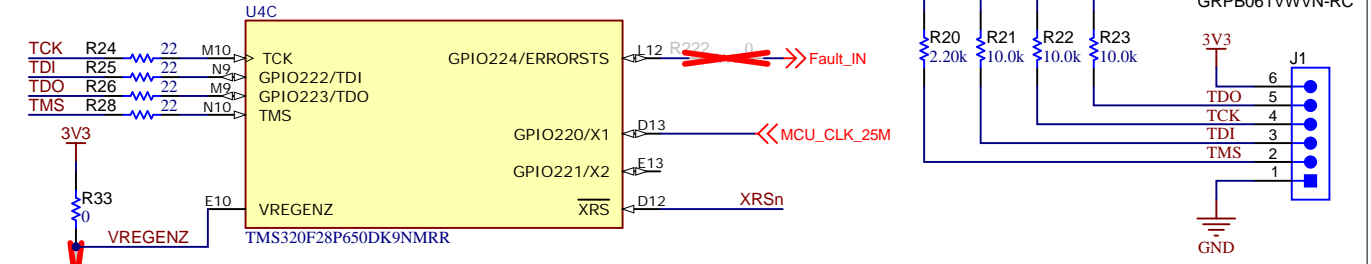 U4C
GRPB061VWVN-RC
TCK R24 22 M10 TCK
TDI R25 22 N9 GPIO222/TDI
TDO R26 22 M9 GPIO223/TDO
TMS R28 22 N10 TMS
3V3
R33
0
VREGENZ
E10 VREGENZ
TMS320F28P650DK9NMRR
GPIO224/ERRORSTS L12 R222 0 Fault_IN
GPIO220/X1 D13 MCU_CLK_25M
GPIO221/X2 E13
XRS D12 XRSn
R20 R21 R22 R23
2.20k 10.0k 10.0k 10.0k
3V3
J1
6
TDO 5
TCK 4
TDI 3
TMS 2
1
GND